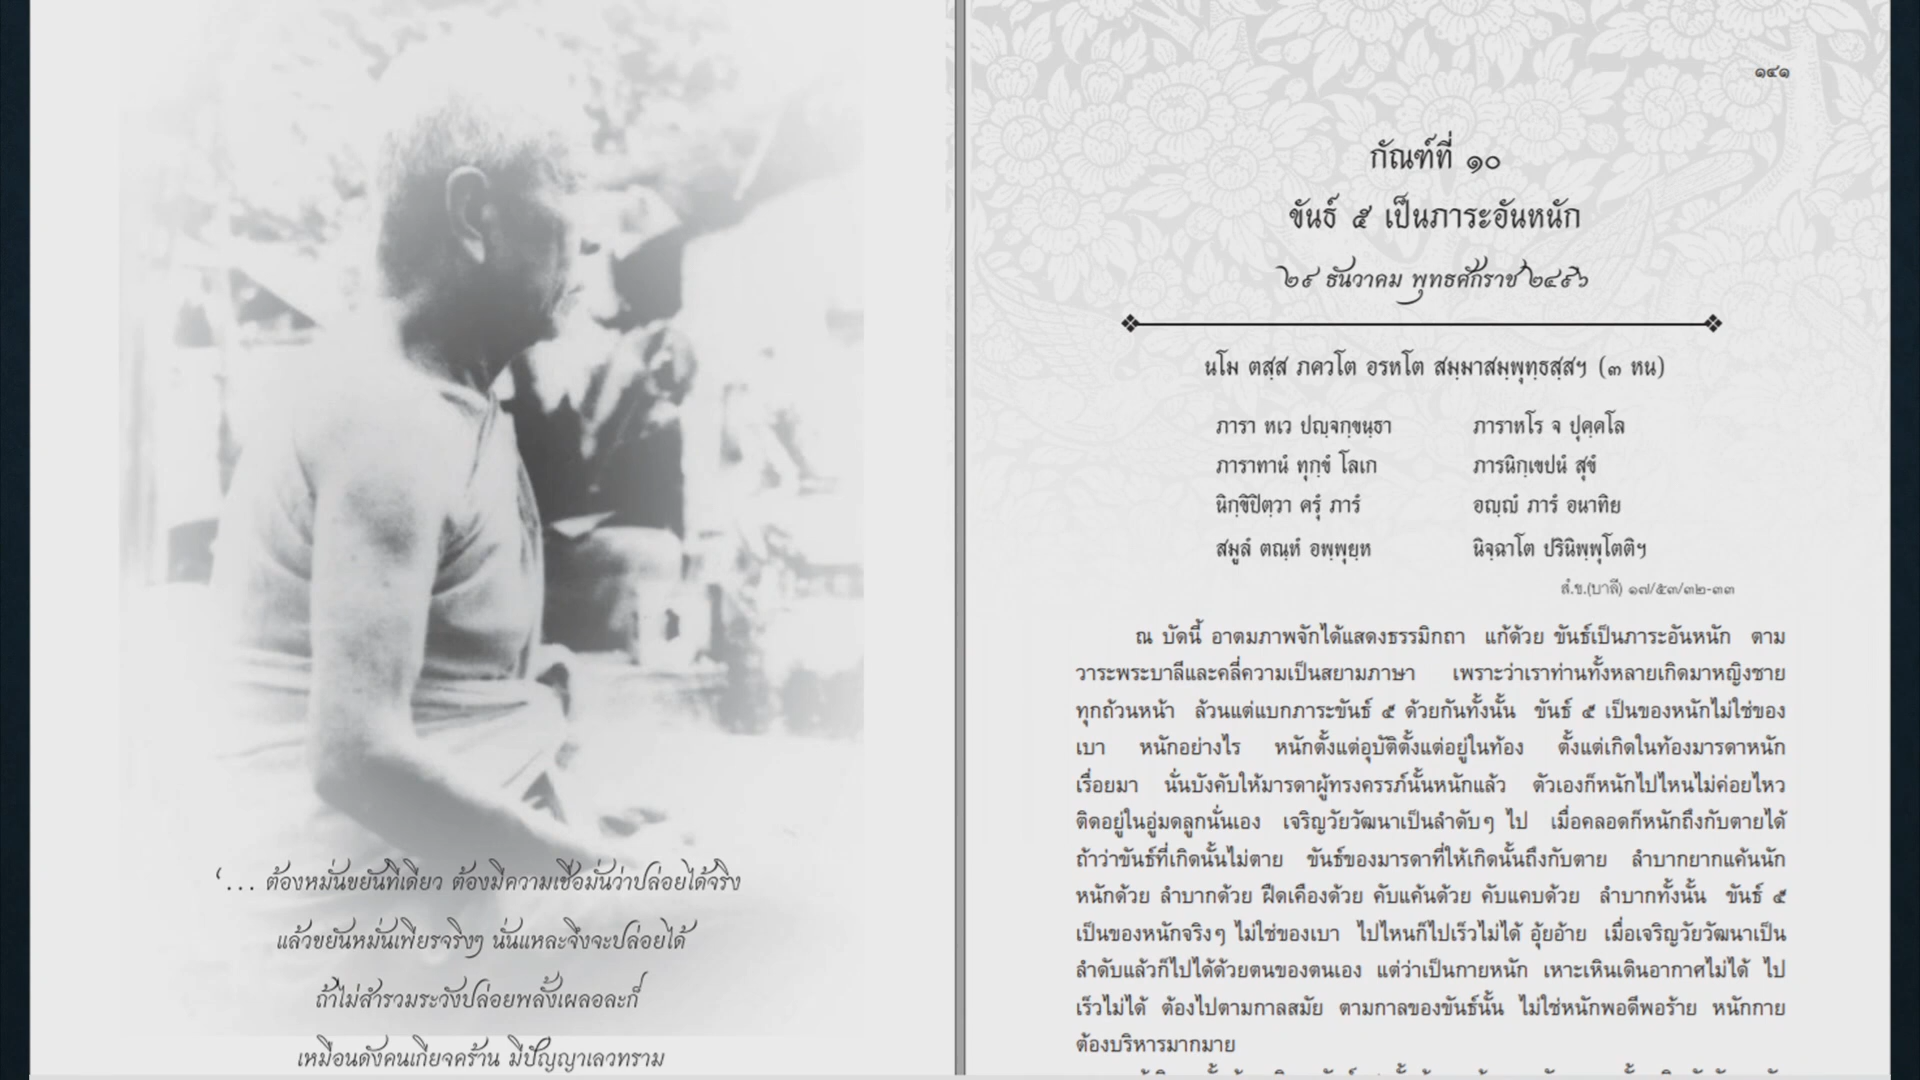 ‘... ต้องหมั่นขยันทีเดียว ต้องมีความเชื่อมั่นว่าปล่อยได้จริง
แล้วขยันหมั่นเพียรจริงๆ นั่นแหละจึงจะปล่อยได้
ถ้าไม่สำรวมระวังปล่อยพลั้งเผลอละก็
เหมือนดังคนเกียจคร้าน มีปัญญาเลวทราม
๑๔๑
กัณฑ์ที่ ๑๐
ขันธ์ ๕ เป็นภาระอันหนัก
๒๙ ธันวาคม พุทธศักราช ๒๔๙๖
นโม ตสฺส ภควโต อรหโต สมฺมาสมฺพุทฺธสฺสฯ (๓ หน)
ภารา หเว ปญฺจกฺขนฺธา ภาราหโร จ ปุคฺคโล
ภาราทานํ ทุกฺขํ โลเก ภารนิกฺเขปนํ สุขํ
นิกฺขิปิตฺวา ครุํ ภารํ อญฺญํ ภารํ อนาทิย
สมูลํ ตณฺหํ อพฺพุยฺห นิจฺฉาโต ปรินิพฺพุโตติฯ
สํ.ข.(บาลี) ๑๗/๕๓/๓๒-๓๓
ณ บัดนี้ อาตมภาพจักได้แสดงธรรมิกถา แก้ด้วย ขันธ์เป็นภาระอันหนัก ตาม
วาระพระบาลีและคลี่ความเป็นสยามภาษา เพราะว่าเราท่านทั้งหลายเกิดมาหญิงชาย
ทุกถ้วนหน้า ล้วนแต่แบกภาระขันธ์ ๕ ด้วยกันทั้งนั้น ขันธ์ ๕ เป็นของหนักไม่ใช่ของ
เบา หนักอย่างไร หนักตั้งแต่อุบัติตั้งแต่อยู่ในท้อง ตั้งแต่เกิดในท้องมารดาหนัก
เรื่อยมา นั่นบังคับให้มารดาผู้ทรงครรภ์นั้นหนักแล้ว ตัวเองก็หนักไปไหนไม่ค่อยไหว
ติดอยู่ในอู่มดลูกนั่นเอง เจริญวัยวัฒนาเป็นลำดับๆ ไป เมื่อคลอดก็หนักถึงกับตายได้
ถ้าว่าขันธ์ที่เกิดนั้นไม่ตาย ขันธ์ของมารดาที่ให้เกิดนั้นถึงกับตาย ลำบากยากแค้นนัก
หนักด้วย ลำบากด้วย ฝืดเคืองด้วย คับแค้นด้วย คับแคบด้วย ลำบากทั้งนั้น ขันธ์ ๕
เป็นของหนักจริงๆ ไม่ใช่ของเบา ไปไหนก็ไปเร็วไม่ได้ อุ้ยอ้าย เมื่อเจริญวัยวัฒนาเป็น
ลำดับแล้วก็ไปได้ด้วยตนของตนเอง แต่ว่าเป็นกายหนัก เหาะเหินเดินอากาศไม่ได้ ไป
เร็วไม่ได้ ต้องไปตามกาลสมัย ตามกาลของขันธ์นั้น ไม่ใช่หนักพอดีพอร้าย หนักกาย
ต้องบริหารมากมาย